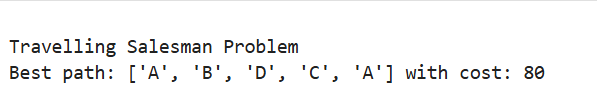 Travelling Salesman Problem
Best path: ['A', 'B', 'D', 'C', 'A'] with cost: 80